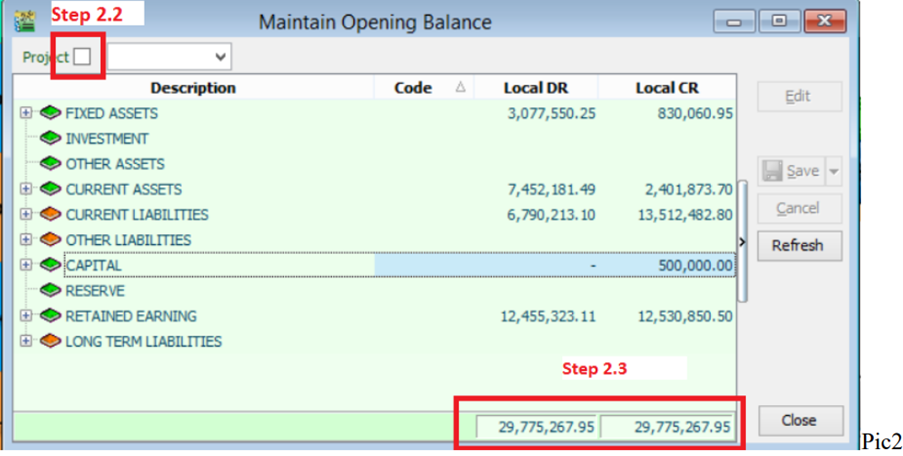 Step 2.2
Maintain Opening Balance
Project
Description Code Local DR Local CR
FIXED ASSETS 3,077,550.25 830,060.95
INVESTMENT
OTHER ASSETS
CURRENT ASSETS 7,452,181.49 2,401,873.70
CURRENT LIABILITIES 6,790,213.10 13,512,482.80
OTHER LIABILITIES
CAPITAL - 500,000.00
RESERVE
RETAINED EARNING 12,455,323.11 12,530,850.50
LONG TERM LIABILITIES
Step 2.3
29,775,267.95 29,775,267.95
Edit
Save
Cancel
Refresh
Close
Pic2